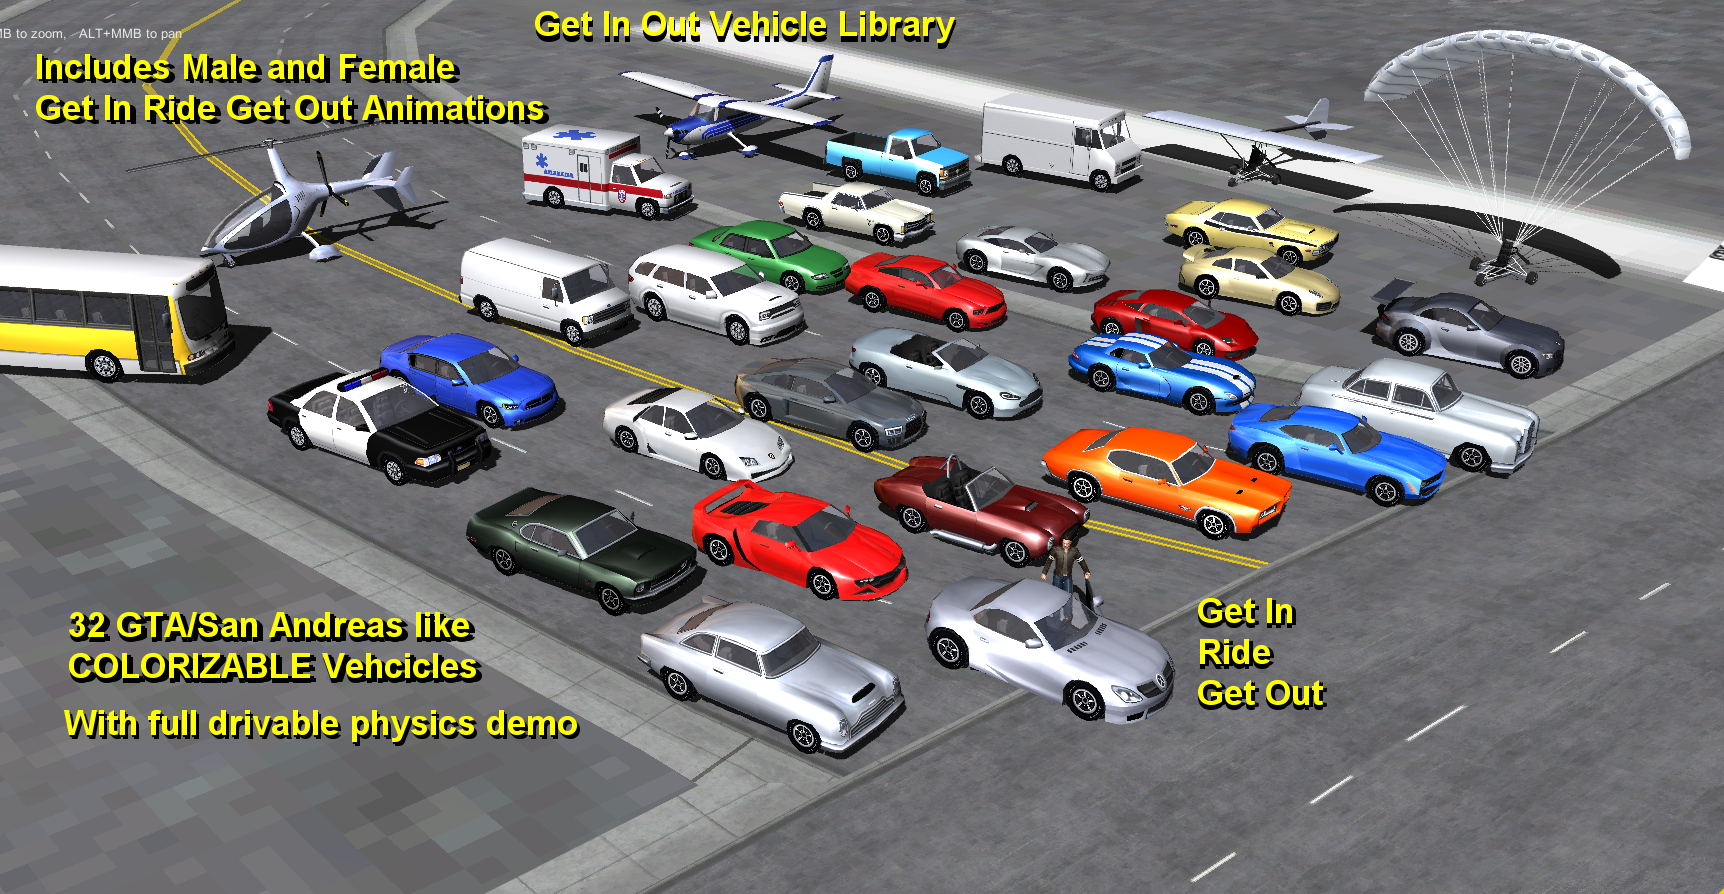 Get In Out Vehicle Library
to zoom, ALT+MMB to pan
Includes Male and Female
Get In Ride Get Out Animations
32 GTA/San Andreas like
COLORIZABLE Vehcicles
With full drivable physics demo
Get In
Ride
Get Out